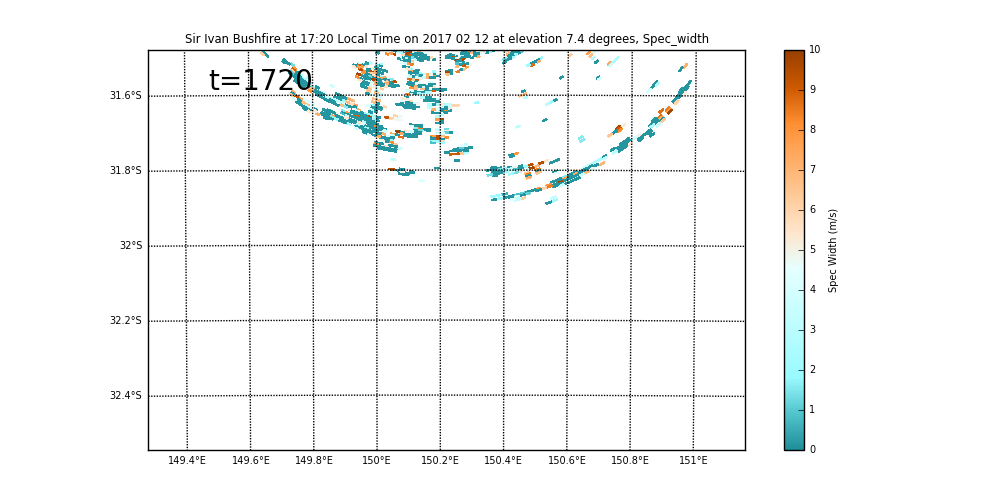 Sir Ivan Bushfire at 17:20 Local Time on 2017 02 12 at elevation 7.4 degrees, Spec_width
t=1720
31.6°S
31.8°S
32°S
32.2°S
32.4°S
149.4°E 149.6°E 149.8°E 150°E 150.2°E 150.4°E 150.6°E 150.8°E 151°E
10
9
8
7
6
5
4
3
2
1
0
Spec Width (m/s)